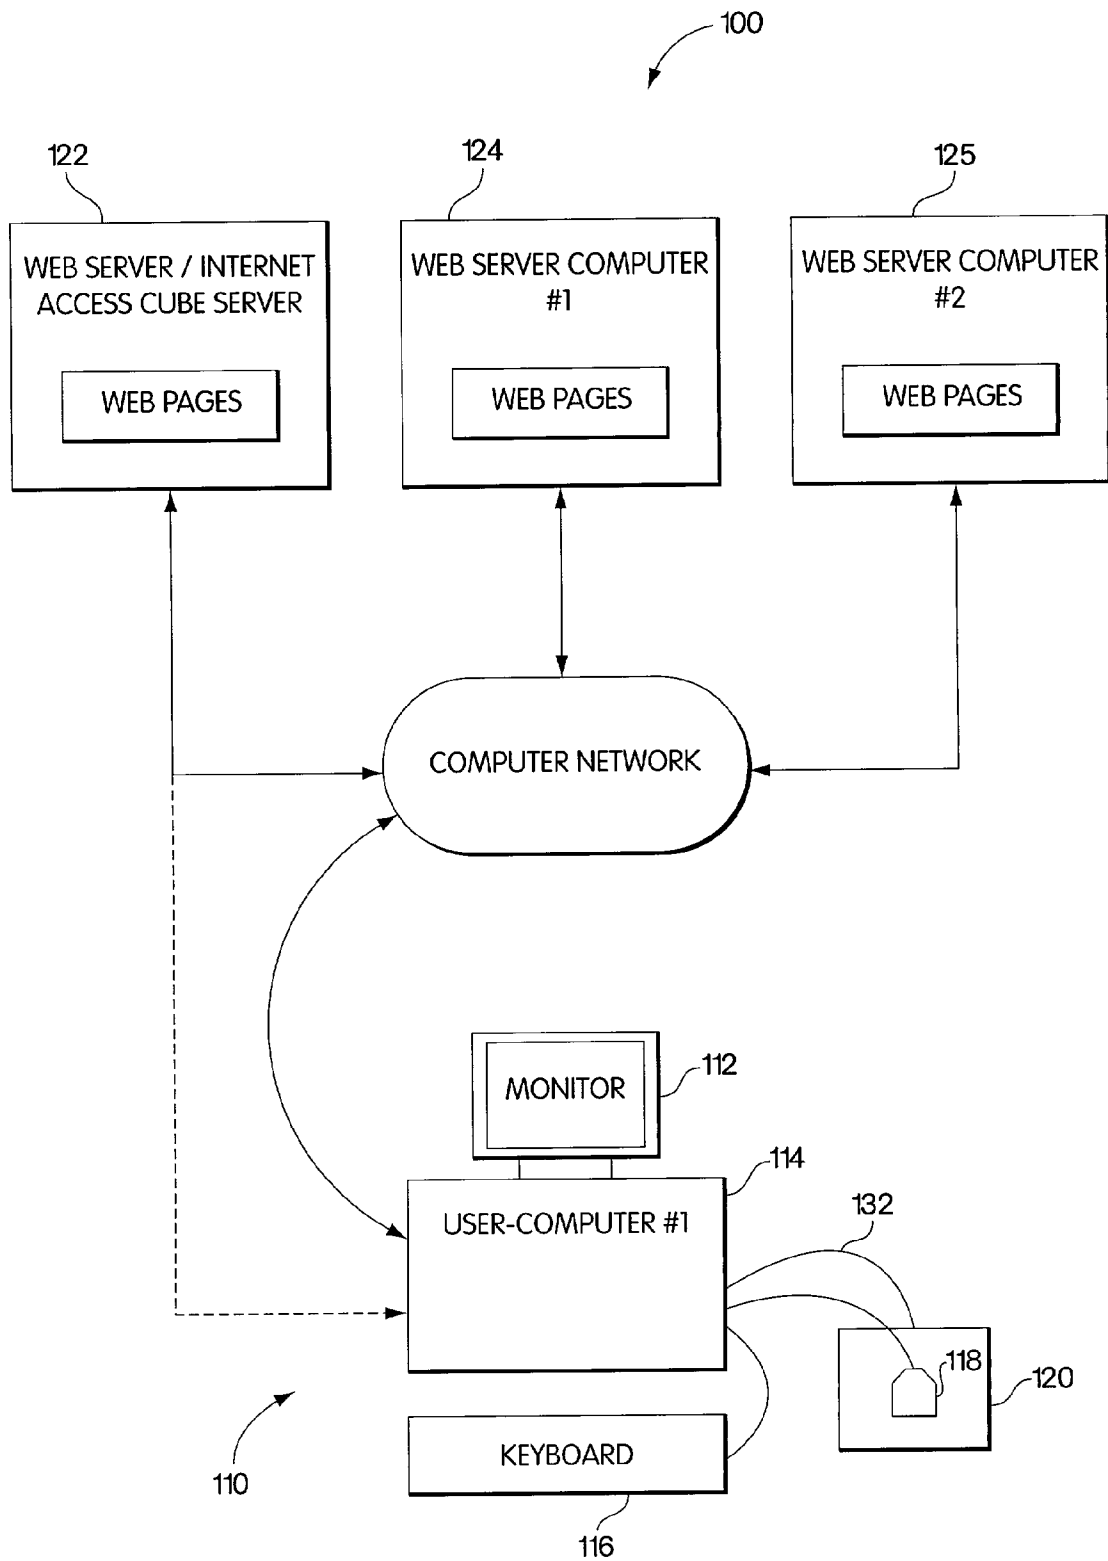 100
122
124
125
WEB SERVER / INTERNET
ACCESS CUBE SERVER
WEB PAGES
WEB SERVER COMPUTER
#1
WEB PAGES
WEB SERVER COMPUTER
#2
WEB PAGES
COMPUTER NETWORK
MONITOR
112
114
USER-COMPUTER #1
132
118
120
110
KEYBOARD
116